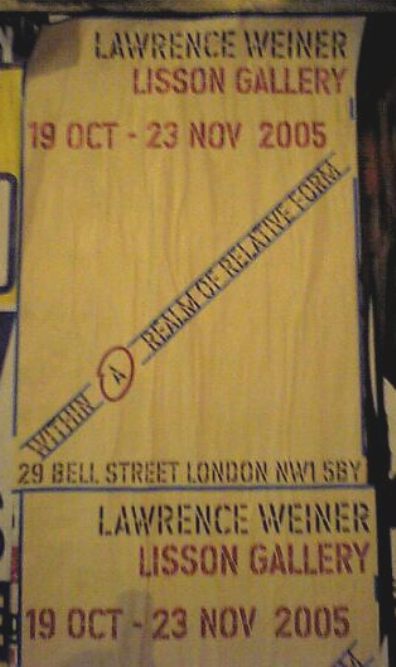 LAWRENCE WEINER
LISSON GALLERY
19 OCT - 23 NOV 2005
WITHIN A REALM OF RELATIVE FORM
29 BELL STREET LONDON NW1 5BY
LAWRENCE WEINER
LISSON GALLERY
19 OCT - 23 NOV 2005